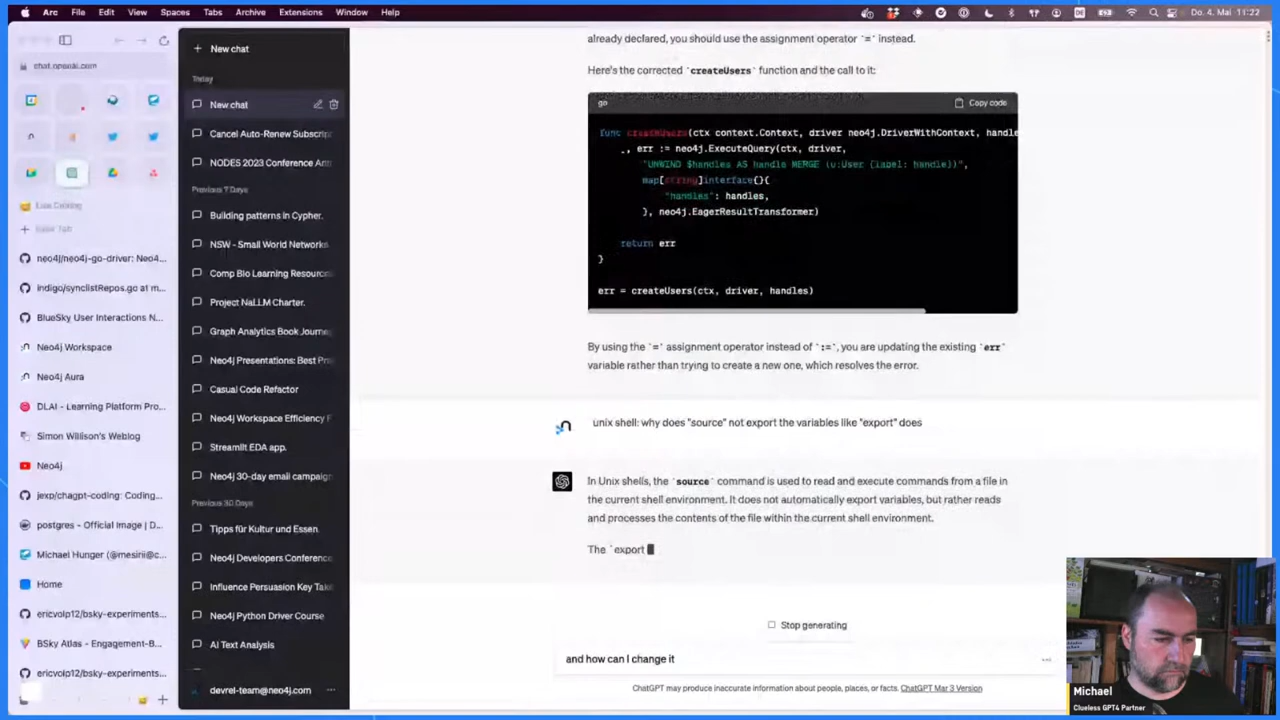 Arc File Edit View Spaces Tabs Archive Extensions Window Help
Do. 4. Mai 11:22
chat.openai.com
Live Coding
neo4j/neo4j-go-driver: Neo4...
indigo/synclistRepos.go at m...
BlueSky User Interactions N...
Neo4j Workspace
Neo4j Aura
DLAI - Learning Platform Pro...
Simon Willison's Weblog
Neo4j
jexp/chagpt-coding: Coding...
postgres - Official Image | D...
Michael Hunger (@mesirii@c...
Home
ericvolp12/bsky-experiments...
BSky Atlas - Engagement-B...
ericvolp12/bsky-experiments...
+ New chat
Today
New chat
Cancel Auto-Renew Subscrip
NODES 2023 Conference Ann
Previous 7 Days
Building patterns in Cypher.
NSW - Small World Networks
Comp Bio Learning Resource
Project NaLLM Charter.
Graph Analytics Book Journe
Neo4j Presentations: Best Pr
Casual Code Refactor
Neo4j Workspace Efficiency F
Streamlit EDA app.
Neo4j 30-day email campaign
Previous 30 Days
Tipps für Kultur und Essen.
Neo4j Developers Conference
Influence Persuasion Key Take
Neo4j Python Driver Course
AI Text Analysis
devrel-team@neo4j.com ...
already declared, you should use the assignment operator `=` instead.
Here's the corrected `createUsers` function and the call to it:
go
Copy code
func createUsers(ctx context.Context, driver neo4j.DriverWithContext, handle
_, err := neo4j.ExecuteQuery(ctx, driver,
"UNWIND $handles AS handle MERGE (u:User {label: handle})",
map[string]interface{}{
"handles": handles,
}, neo4j.EagerResultTransformer)
return err
}
err = createUsers(ctx, driver, handles)
By using the `=` assignment operator instead of `:=`, you are updating the existing `err`
variable rather than trying to create a new one, which resolves the error.
unix shell: why does "source" not export the variables like "export" does
In Unix shells, the `source` command is used to read and execute commands from a file in
the current shell environment. It does not automatically export variables, but rather reads
and processes the contents of the file within the current shell environment.
The `export
Stop generating
and how can I change it
...
ChatGPT may produce inaccurate information about people, places, or facts. ChatGPT Mar 3 Version
Michael
Clueless GPT4 Partner